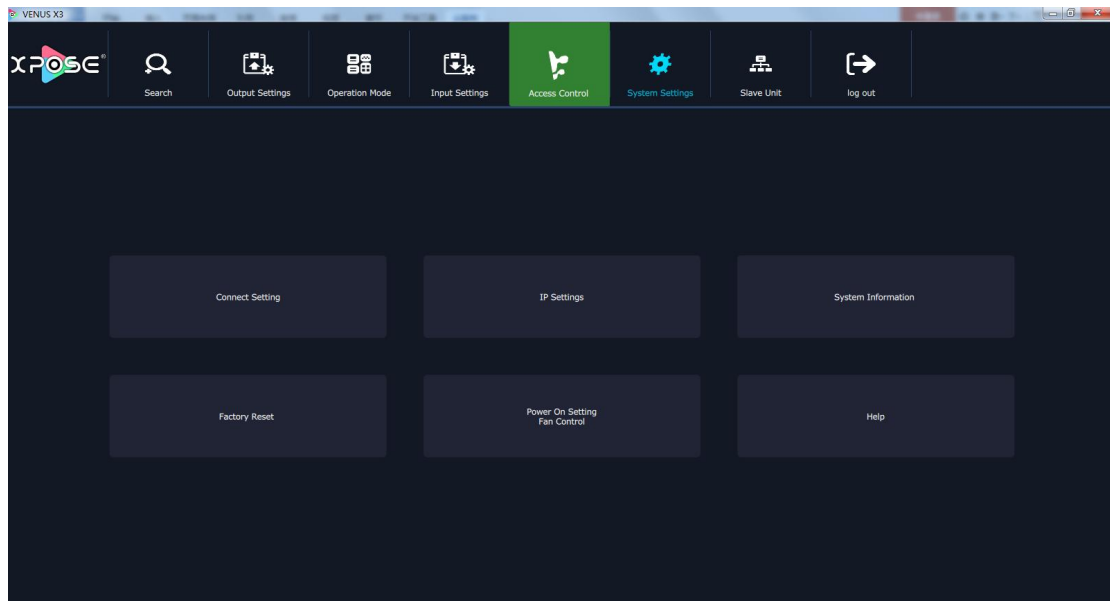 VENUS X3
XPOSE®
Search
Output Settings
Operation Mode
Input Settings
Access Control
System Settings
Slave Unit
log out
Connect Setting
IP Settings
System Information
Factory Reset
Power On Setting
Fan Control
Help